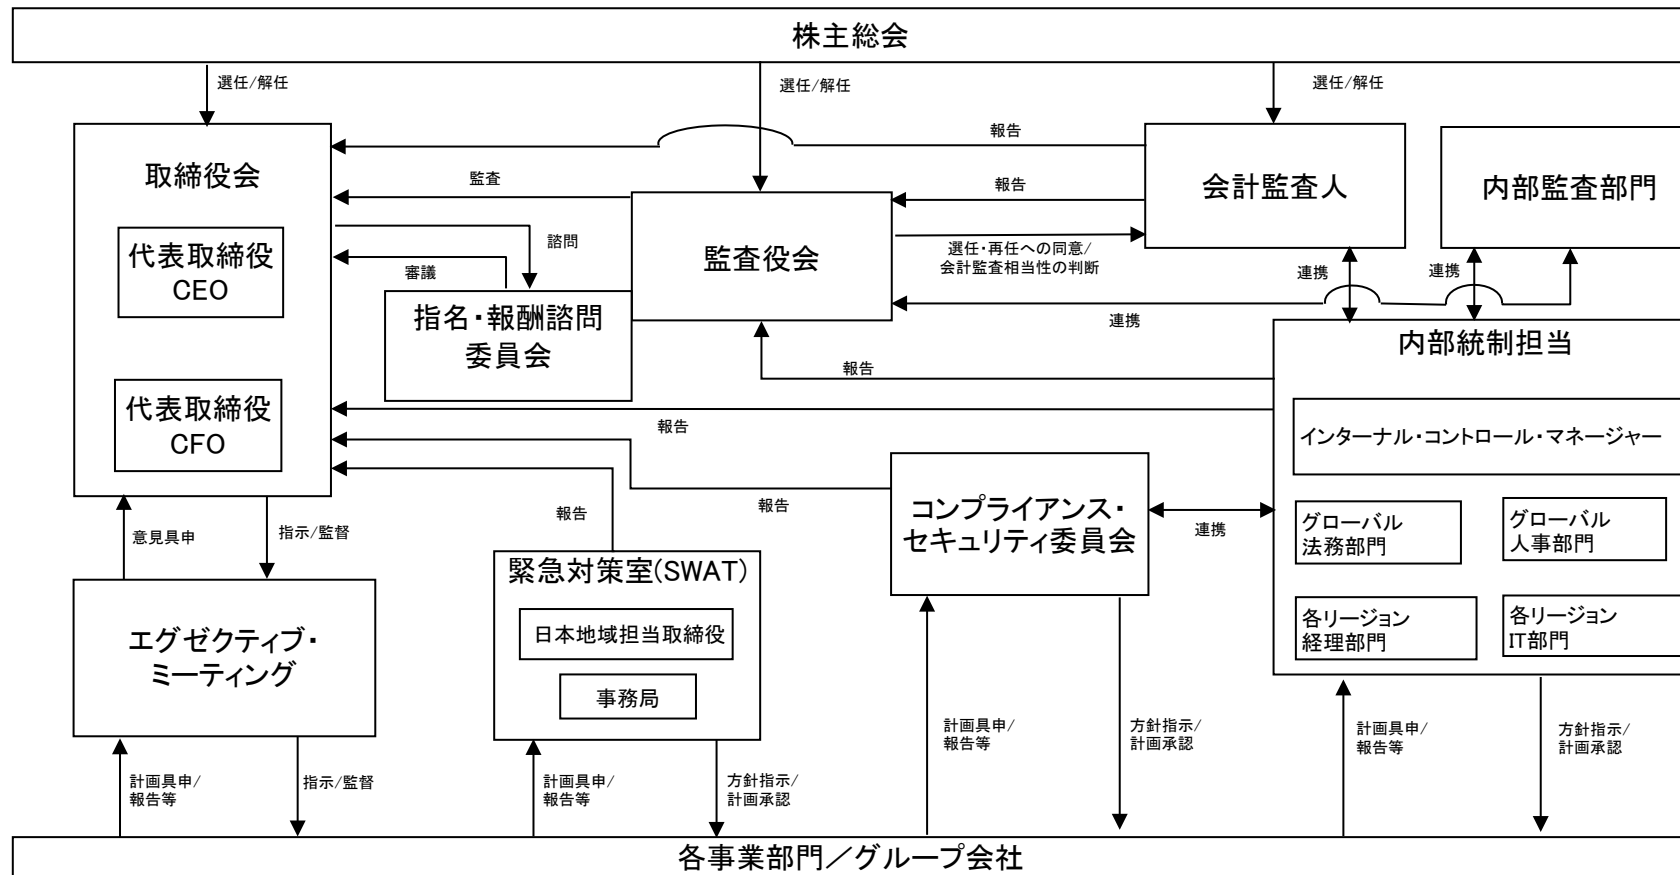 株主総会
選任/解任
選任/解任
選任/解任
取締役会
代表取締役
CEO
代表取締役
CFO
報告
監査
諮問
審議
指名・報酬諮問
委員会
監査役会
報告
選任・再任への同意/
会計監査相当性の判断
連携
会計監査人
内部監査部門
連携
連携
報告
報告
報告
報告
内部統制担当
インターナル・コントロール・マネージャー
グローバル
法務部門
グローバル
人事部門
各リージョン
経理部門
各リージョン
IT部門
コンプライアンス・
セキュリティ委員会
連携
意見具申
指示/監督
エグゼクティブ・
ミーティング
緊急対策室(SWAT)
日本地域担当取締役
事務局
計画具申/
報告等
指示/監督
計画具申/
報告等
方針指示/
計画承認
計画具申/
報告等
方針指示/
計画承認
計画具申/
報告等
方針指示/
計画承認
各事業部門／グループ会社